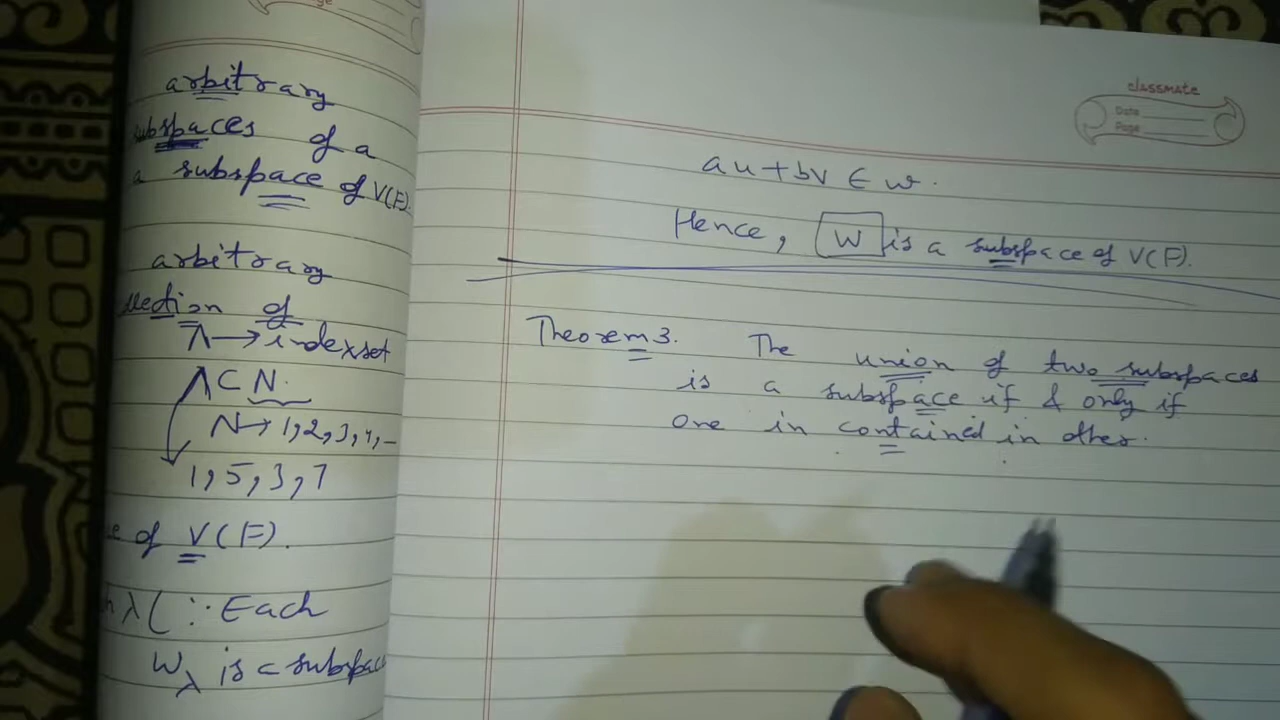 arbitrary
subspaces of a
a subspace of V(F).
arbitrary
of
λ → indexset
λ ⊂ N.
N → 1, 2, 3, 4, –
1, 5, 3, 7
of V(F).
λ ( ∵ Each
Wλ is a subspac
classmate
Date
Page
au + bv ∈ w.
Hence, W is a subspace of V(F).
Theorem 3. The union of two subspaces
is a subspace if & only if
one in contained in other.